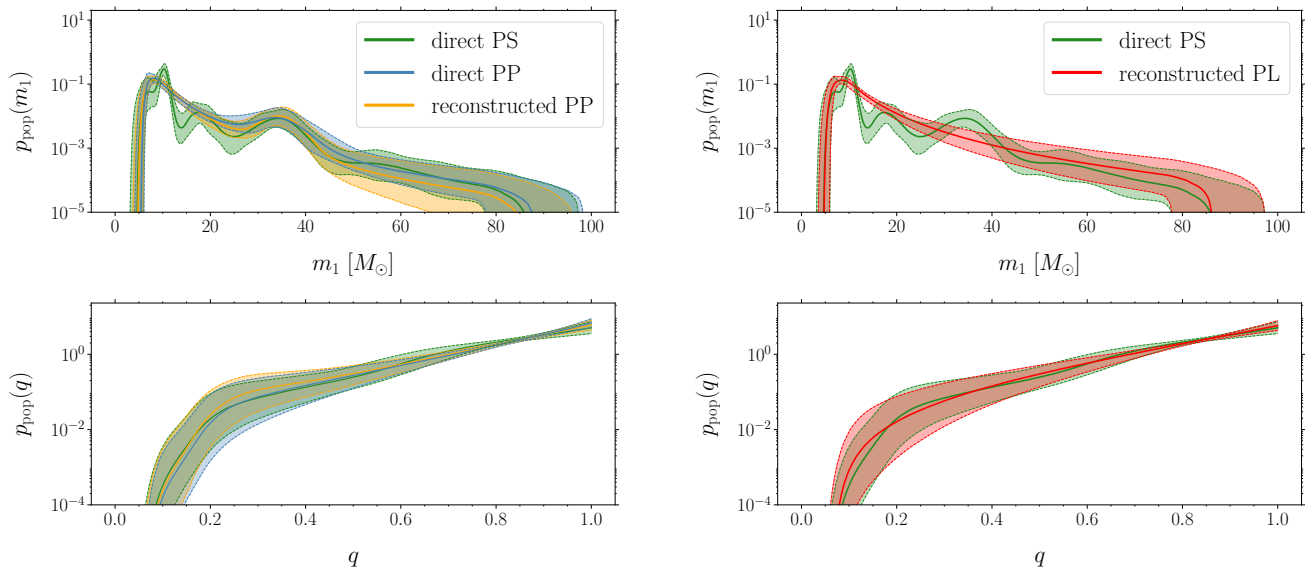 direct PS
direct PP
reconstructed PP
p_pop(m_1)
10^1
10^{-1}
10^{-3}
10^{-5}
0 20 40 60 80 100
m_1 [M_⊙]
direct PS
reconstructed PL
p_pop(m_1)
10^1
10^{-1}
10^{-3}
10^{-5}
0 20 40 60 80 100
m_1 [M_⊙]
p_pop(q)
10^0
10^{-2}
10^{-4}
0.0 0.2 0.4 0.6 0.8 1.0
q
p_pop(q)
10^0
10^{-2}
10^{-4}
0.0 0.2 0.4 0.6 0.8 1.0
q